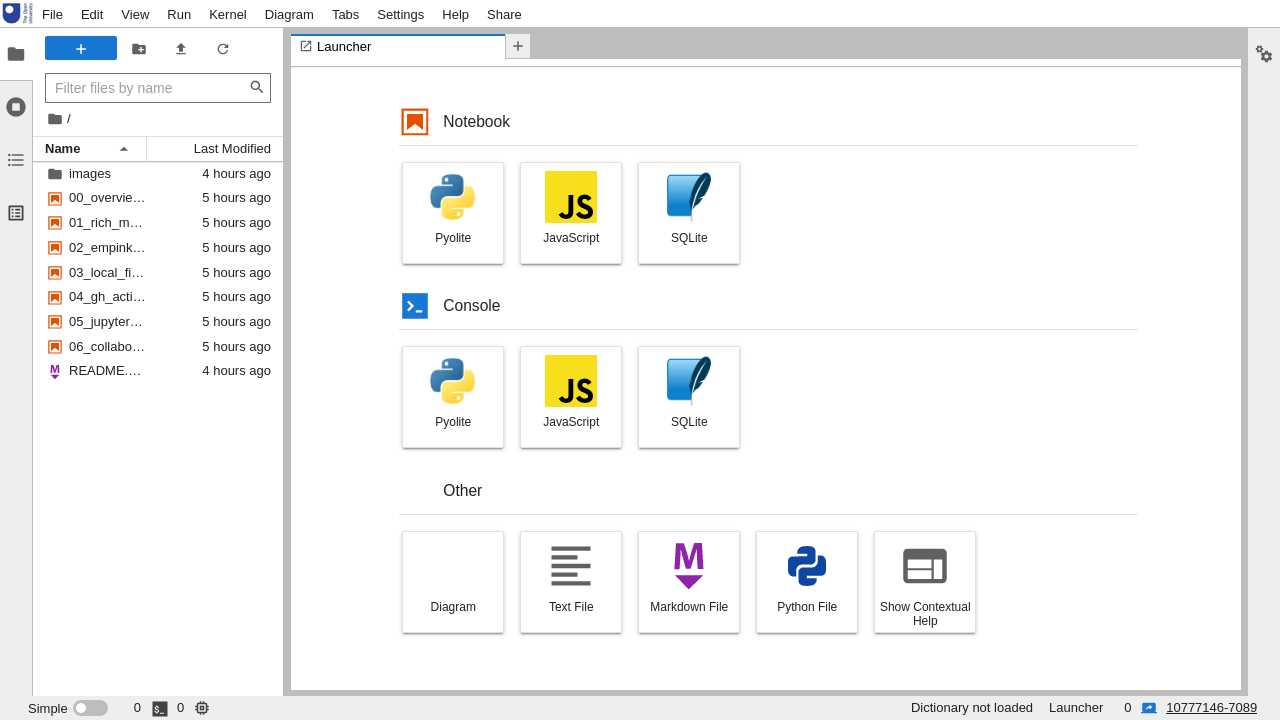 File Edit View Run Kernel Diagram Tabs Settings Help Share
Launcher
Filter files by name
/
Name Last Modified
images 4 hours ago
00_overvie… 5 hours ago
01_rich_m… 5 hours ago
02_empink… 5 hours ago
03_local_fi… 5 hours ago
04_gh_acti… 5 hours ago
05_jupyter… 5 hours ago
06_collabo… 5 hours ago
README.… 4 hours ago
Notebook
Pyolite JavaScript SQLite
Console
Pyolite JavaScript SQLite
Other
Diagram Text File Markdown File Python File Show Contextual Help
Simple 0 0 Dictionary not loaded Launcher 0 10777146-7089